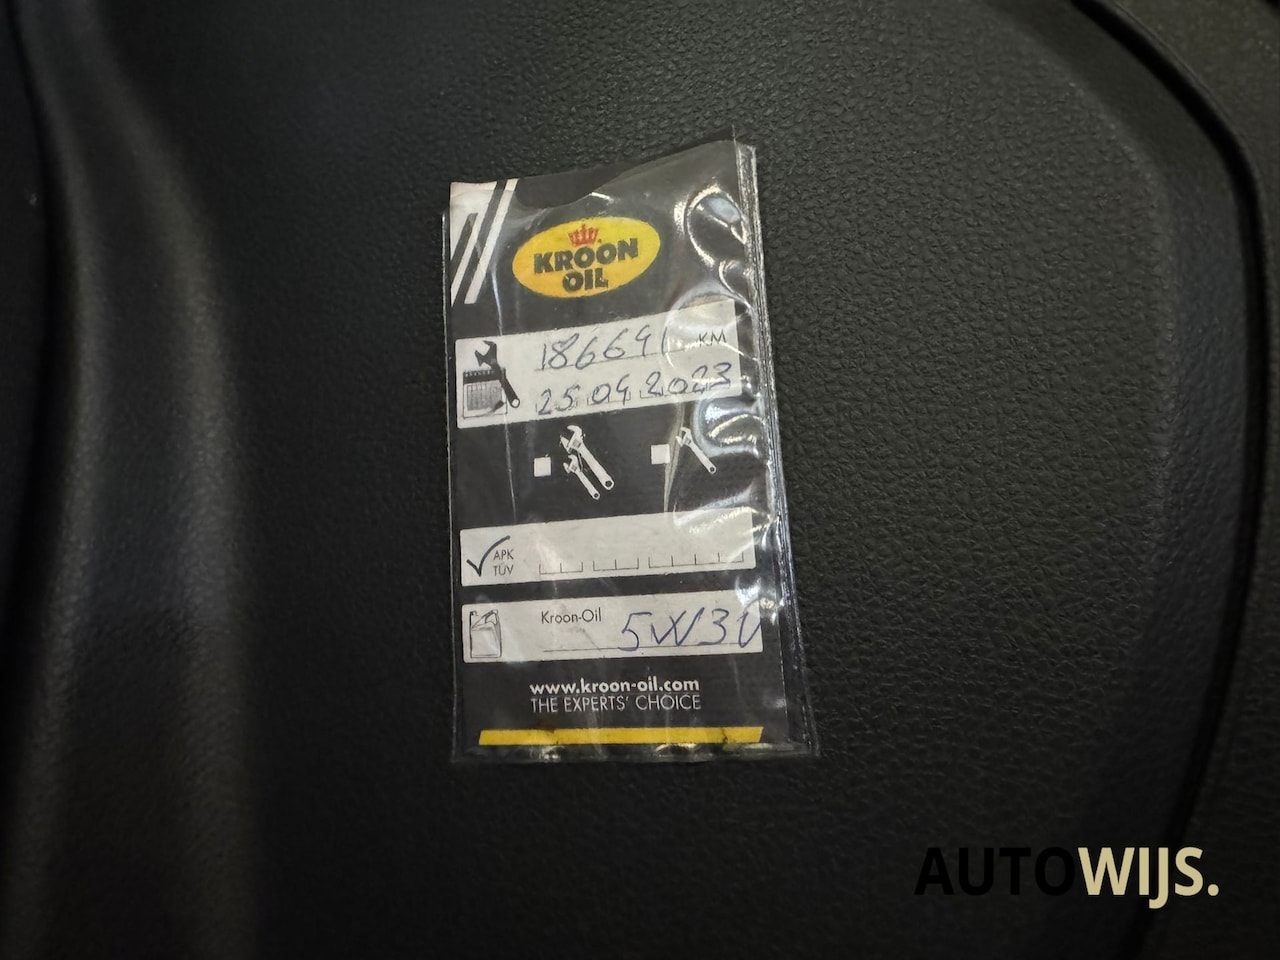 KROON
OIL
186691 KM
25 04 2023
APK
TÜV
Kroon-Oil 5W30
www.kroon-oil.com
THE EXPERTS' CHOICE
AUTOWIJS.